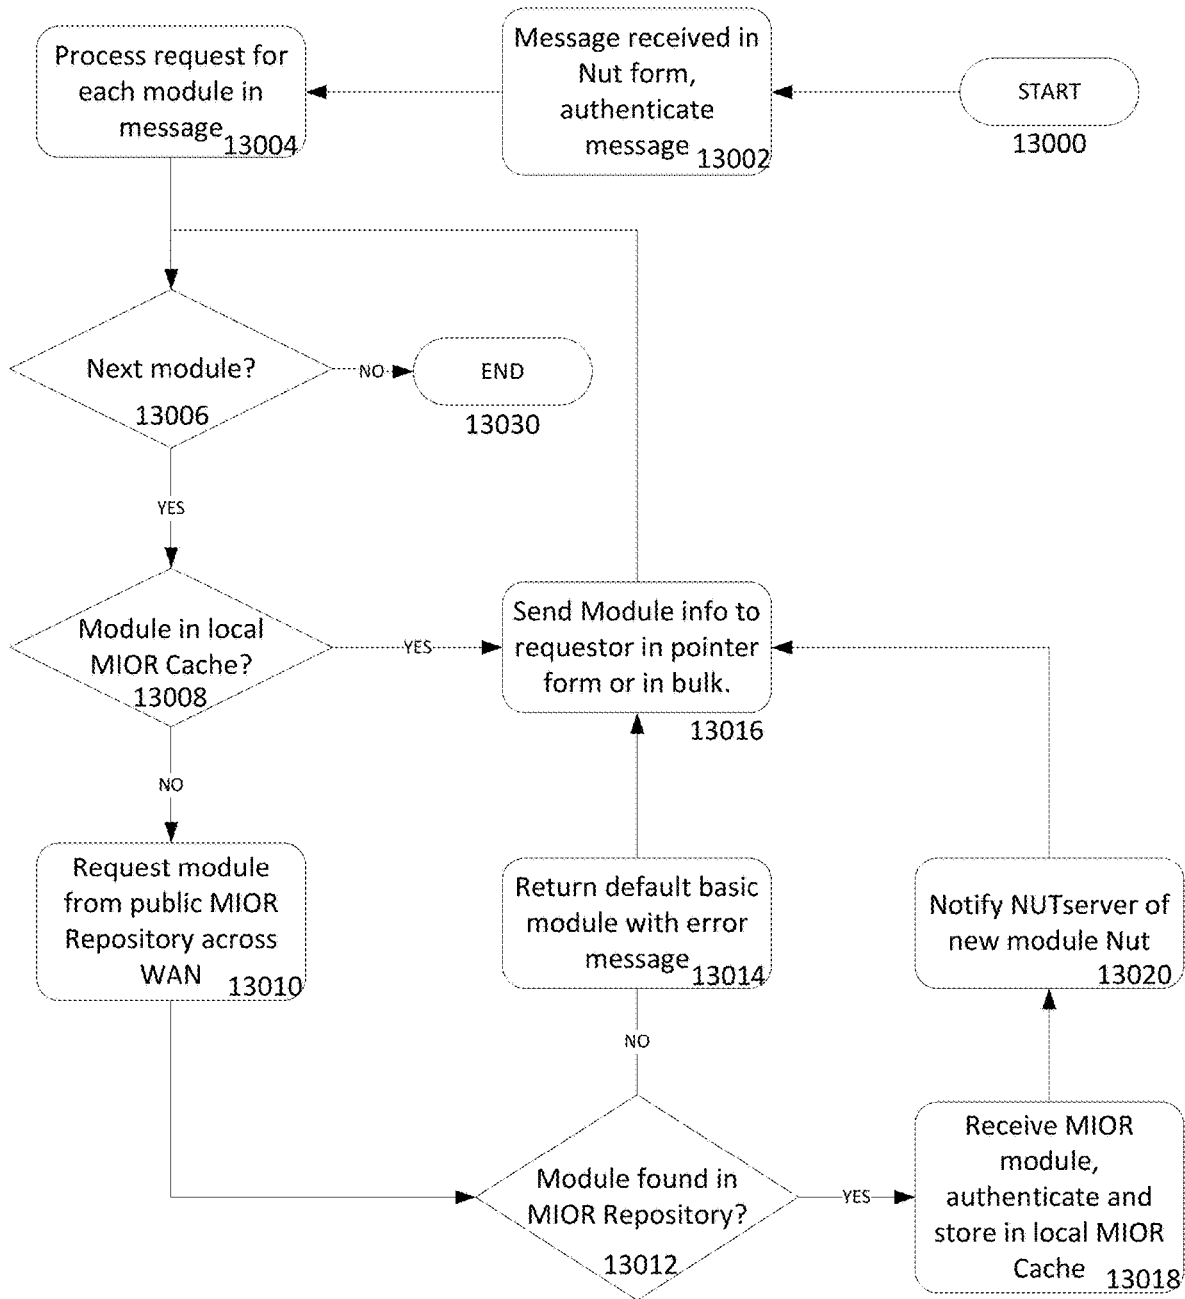 START
13000
Message received in
Nut form,
authenticate
message
13002
Process request for
each module in
message
13004
Next module?
13006
NO
END
13030
YES
Module in local
MIOR Cache?
13008
YES
Send Module info to
requestor in pointer
form or in bulk.
13016
NO
Request module
from public MIOR
Repository across
WAN
13010
Return default basic
module with error
message
13014
Notify NUTserver of
new module Nut
13020
NO
Module found in
MIOR Repository?
13012
YES
Receive MIOR
module,
authenticate and
store in local MIOR
Cache
13018